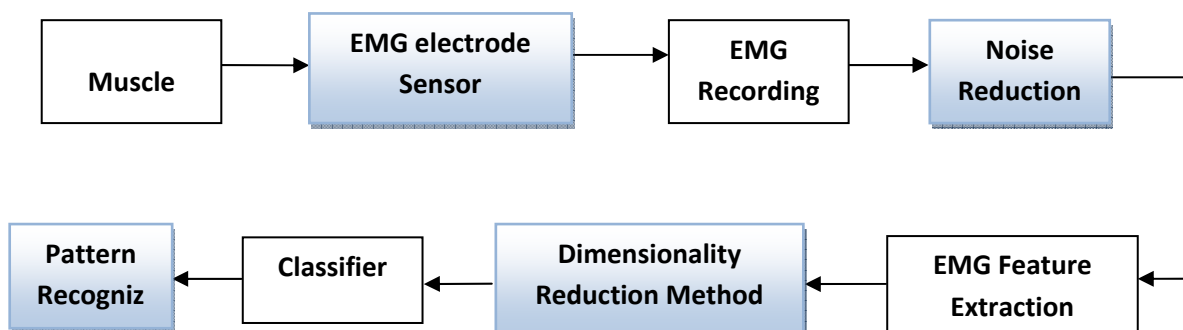 Muscle
EMG electrode
Sensor
EMG
Recording
Noise
Reduction
EMG Feature
Extraction
Dimensionality
Reduction Method
Classifier
Pattern
Recogniz